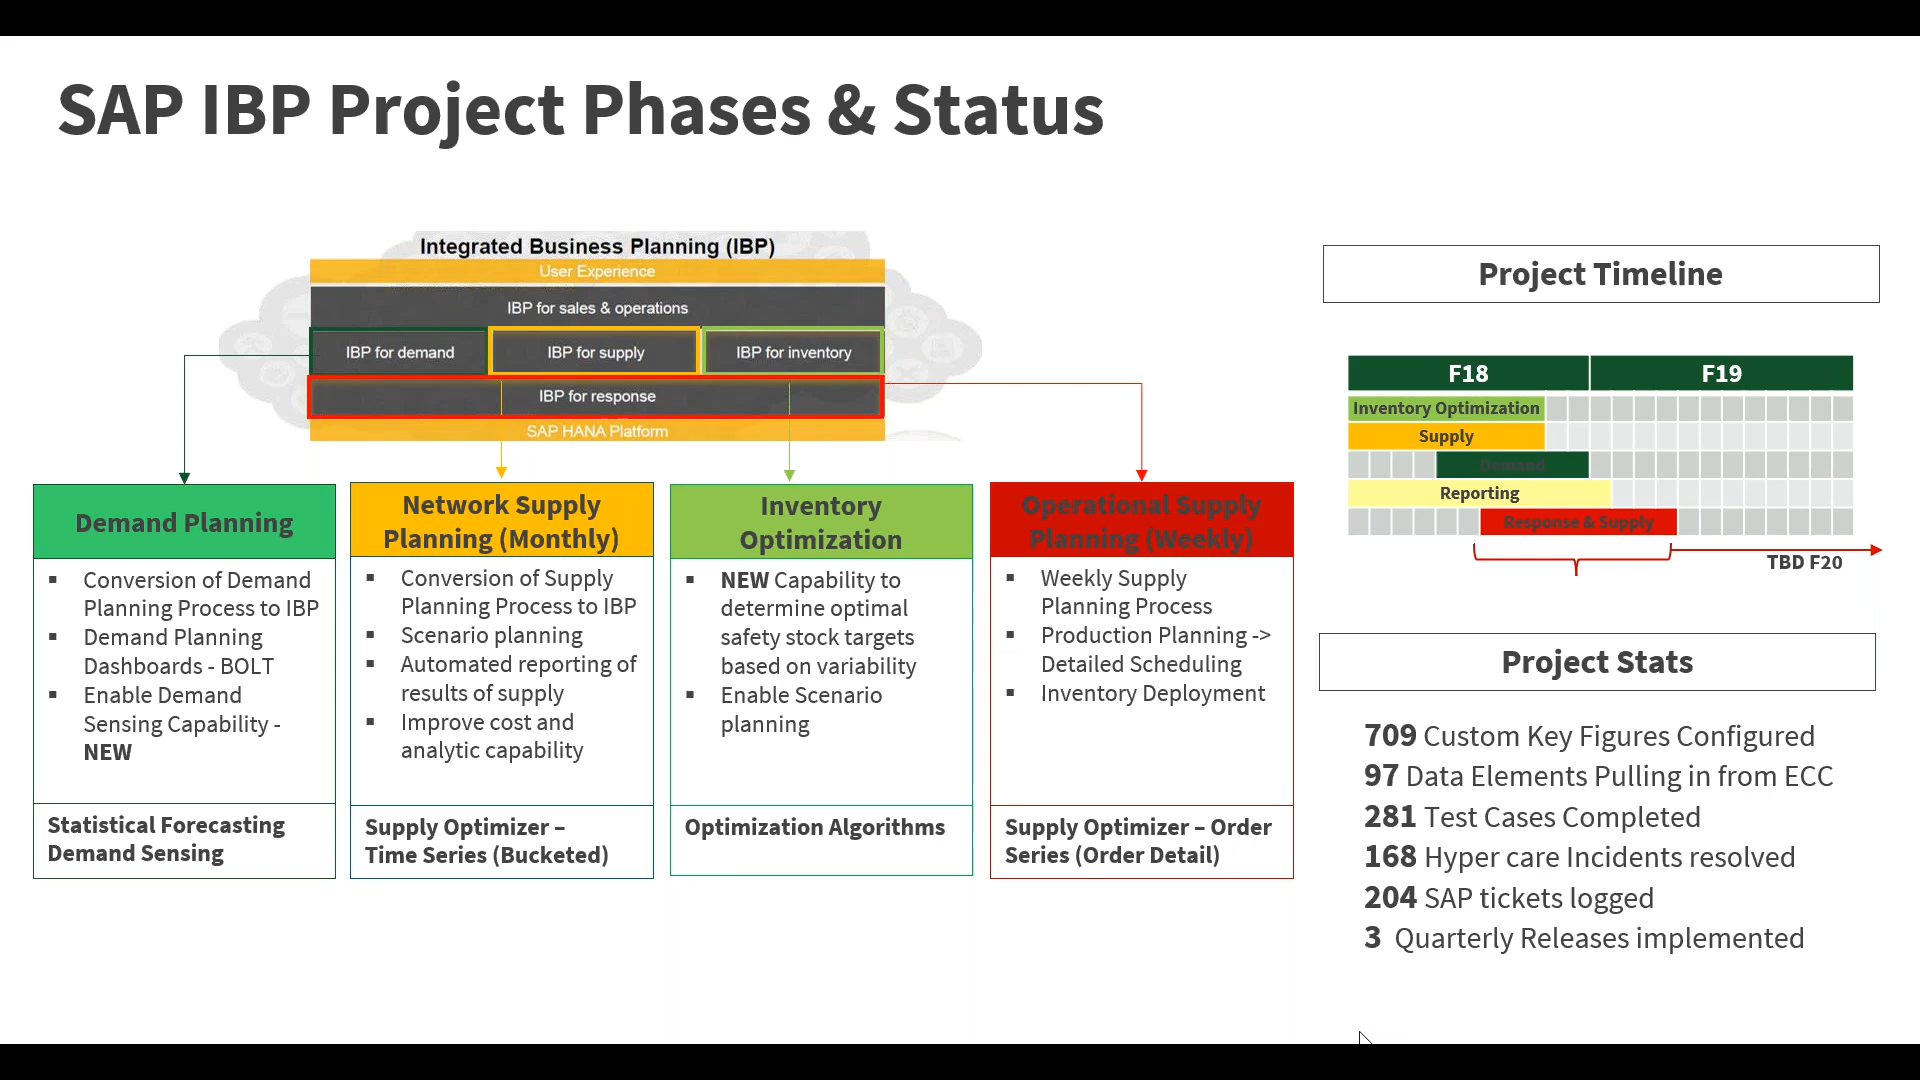 SAP IBP Project Phases & Status
Integrated Business Planning (IBP)
User Experience
IBP for sales & operations
IBP for demand
IBP for supply
IBP for inventory
IBP for response
SAP HANA Platform
Demand Planning
▪ Conversion of Demand
Planning Process to IBP
▪ Demand Planning
Dashboards - BOLT
▪ Enable Demand
Sensing Capability -
NEW
Statistical Forecasting
Demand Sensing
Network Supply
Planning (Monthly)
▪ Conversion of Supply
Planning Process to IBP
▪ Scenario planning
▪ Automated reporting of
results of supply
▪ Improve cost and
analytic capability
Supply Optimizer –
Time Series (Bucketed)
Inventory
Optimization
▪ NEW Capability to
determine optimal
safety stock targets
based on variability
▪ Enable Scenario
planning
Optimization Algorithms
Operational Supply
Planning (Weekly)
▪ Weekly Supply
Planning Process
▪ Production Planning ->
Detailed Scheduling
▪ Inventory Deployment
Supply Optimizer – Order
Series (Order Detail)
Project Timeline
F18
F19
Inventory Optimization
Supply
Demand
Reporting
Response & Supply
TBD F20
Project Stats
709 Custom Key Figures Configured
97 Data Elements Pulling in from ECC
281 Test Cases Completed
168 Hyper care Incidents resolved
204 SAP tickets logged
3 Quarterly Releases implemented